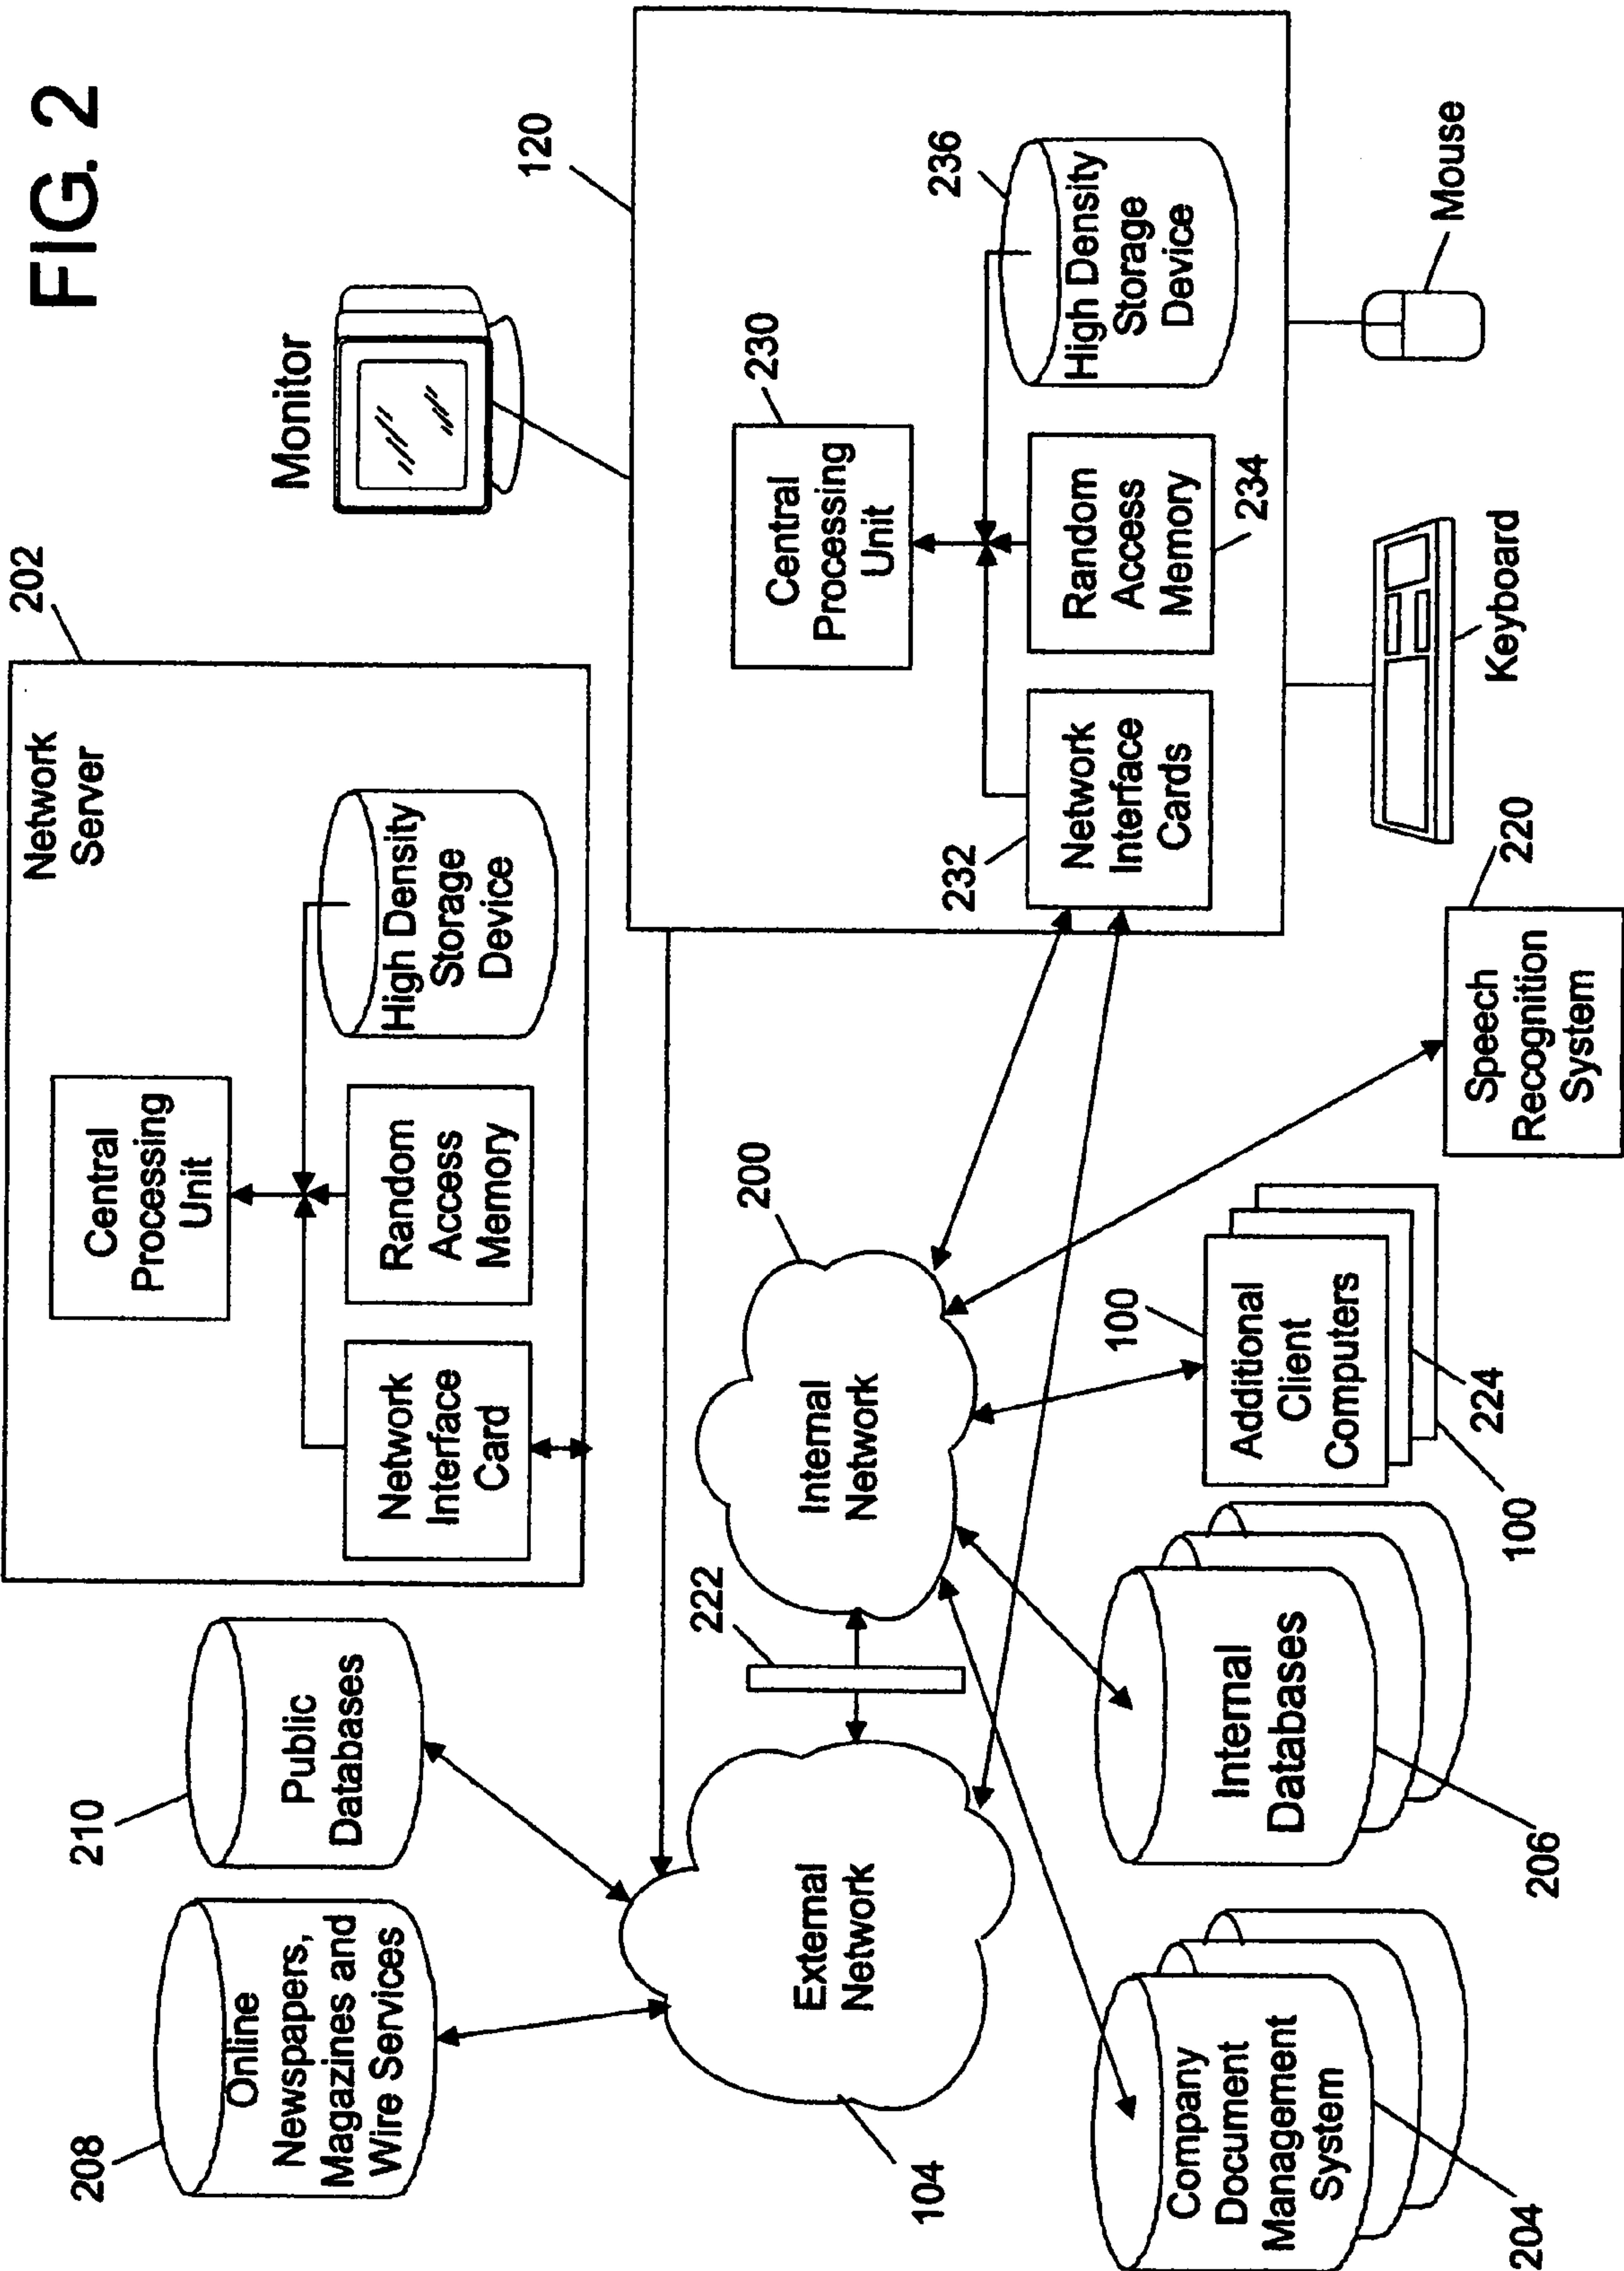 FIG. 2
Network
Server
202
Central
Processing
Unit
Network
Interface
Card
Random
Access
Memory
High Density
Storage
Device
Monitor
120
208
Online
Newspapers,
Magazines and
Wire Services
210
Public
Databases
104
External
Network
222
Internal
Network
200
Central
Processing
Unit
230
232
Network
Interface
Cards
Random
Access
Memory
234
High Density
Storage
Device
236
Company
Document
Management
System
204
Internal
Databases
206
100
Additional
Client
Computers
224
100
Speech
Recognition
System
220
Keyboard
Mouse